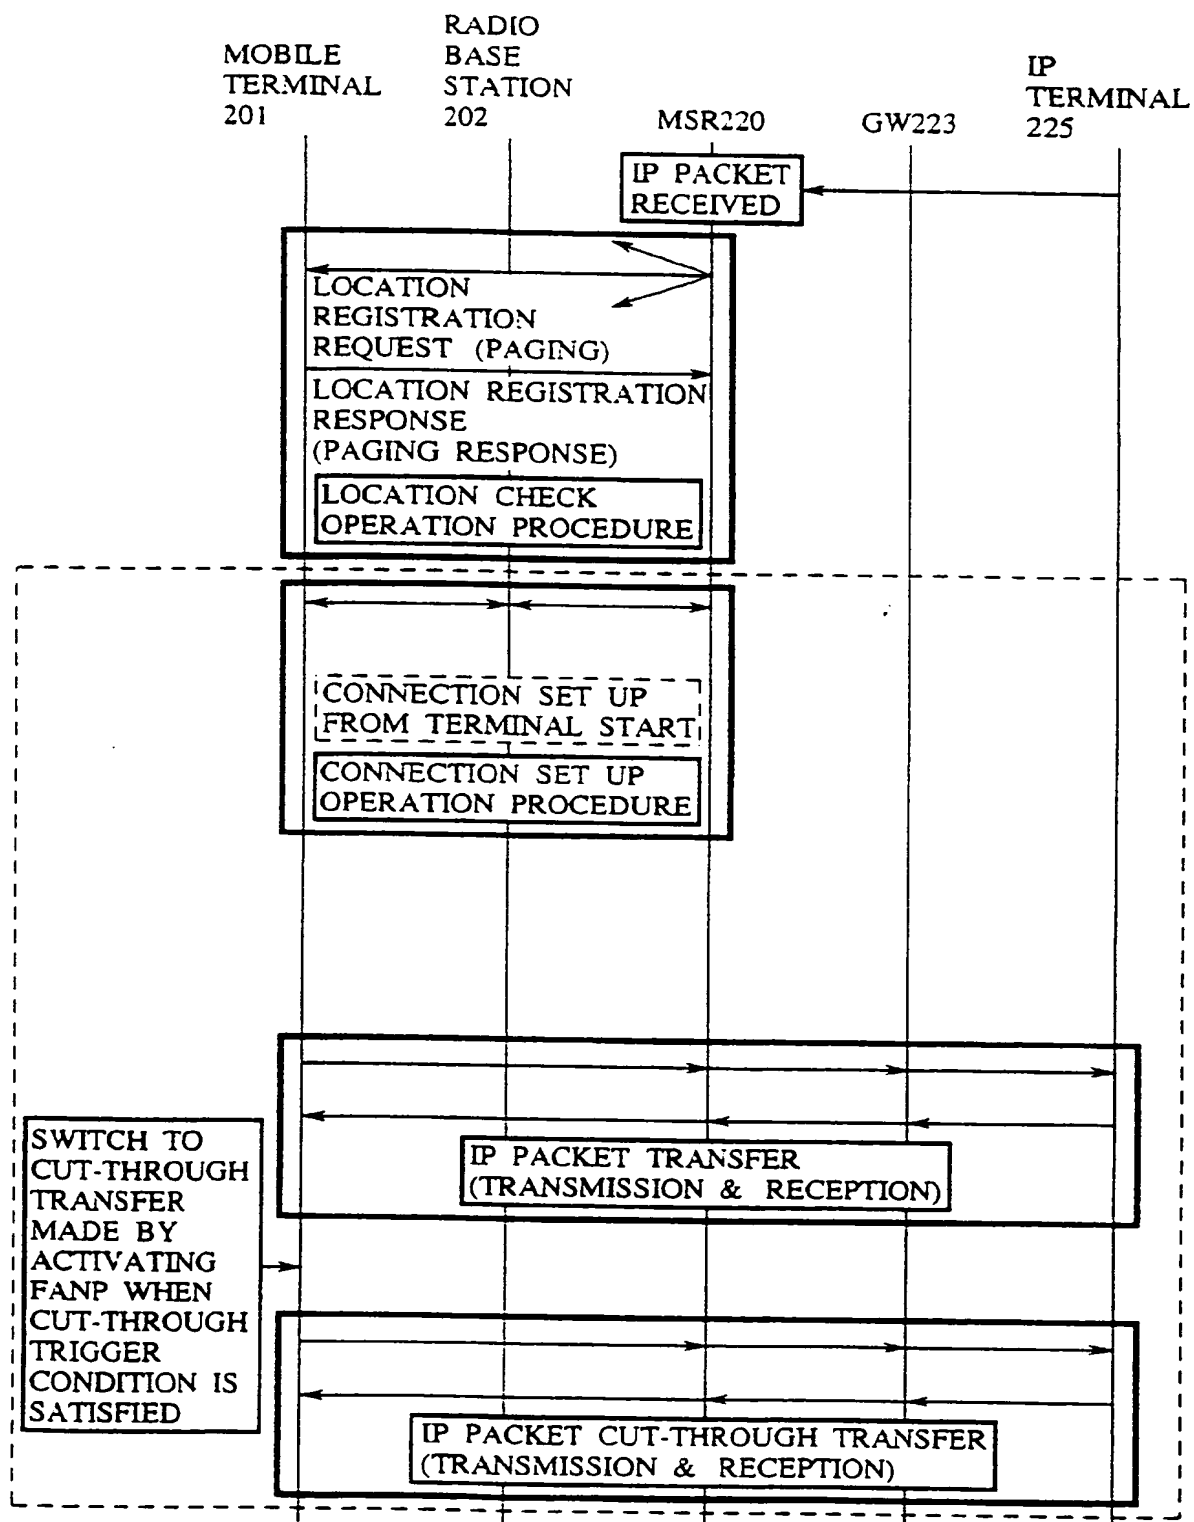 MOBILE
TERMINAL
201
RADIO
BASE
STATION
202
MSR220
GW223
IP
TERMINAL
225
IP PACKET
RECEIVED
LOCATION
REGISTRATION
REQUEST (PAGING)
LOCATION REGISTRATION
RESPONSE
(PAGING RESPONSE)
LOCATION CHECK
OPERATION PROCEDURE
CONNECTION SET UP
FROM TERMINAL START
CONNECTION SET UP
OPERATION PROCEDURE
IP PACKET TRANSFER
(TRANSMISSION & RECEPTION)
SWITCH TO
CUT-THROUGH
TRANSFER
MADE BY
ACTIVATING
FANP WHEN
CUT-THROUGH
TRIGGER
CONDITION IS
SATISFIED
IP PACKET CUT-THROUGH TRANSFER
(TRANSMISSION & RECEPTION)